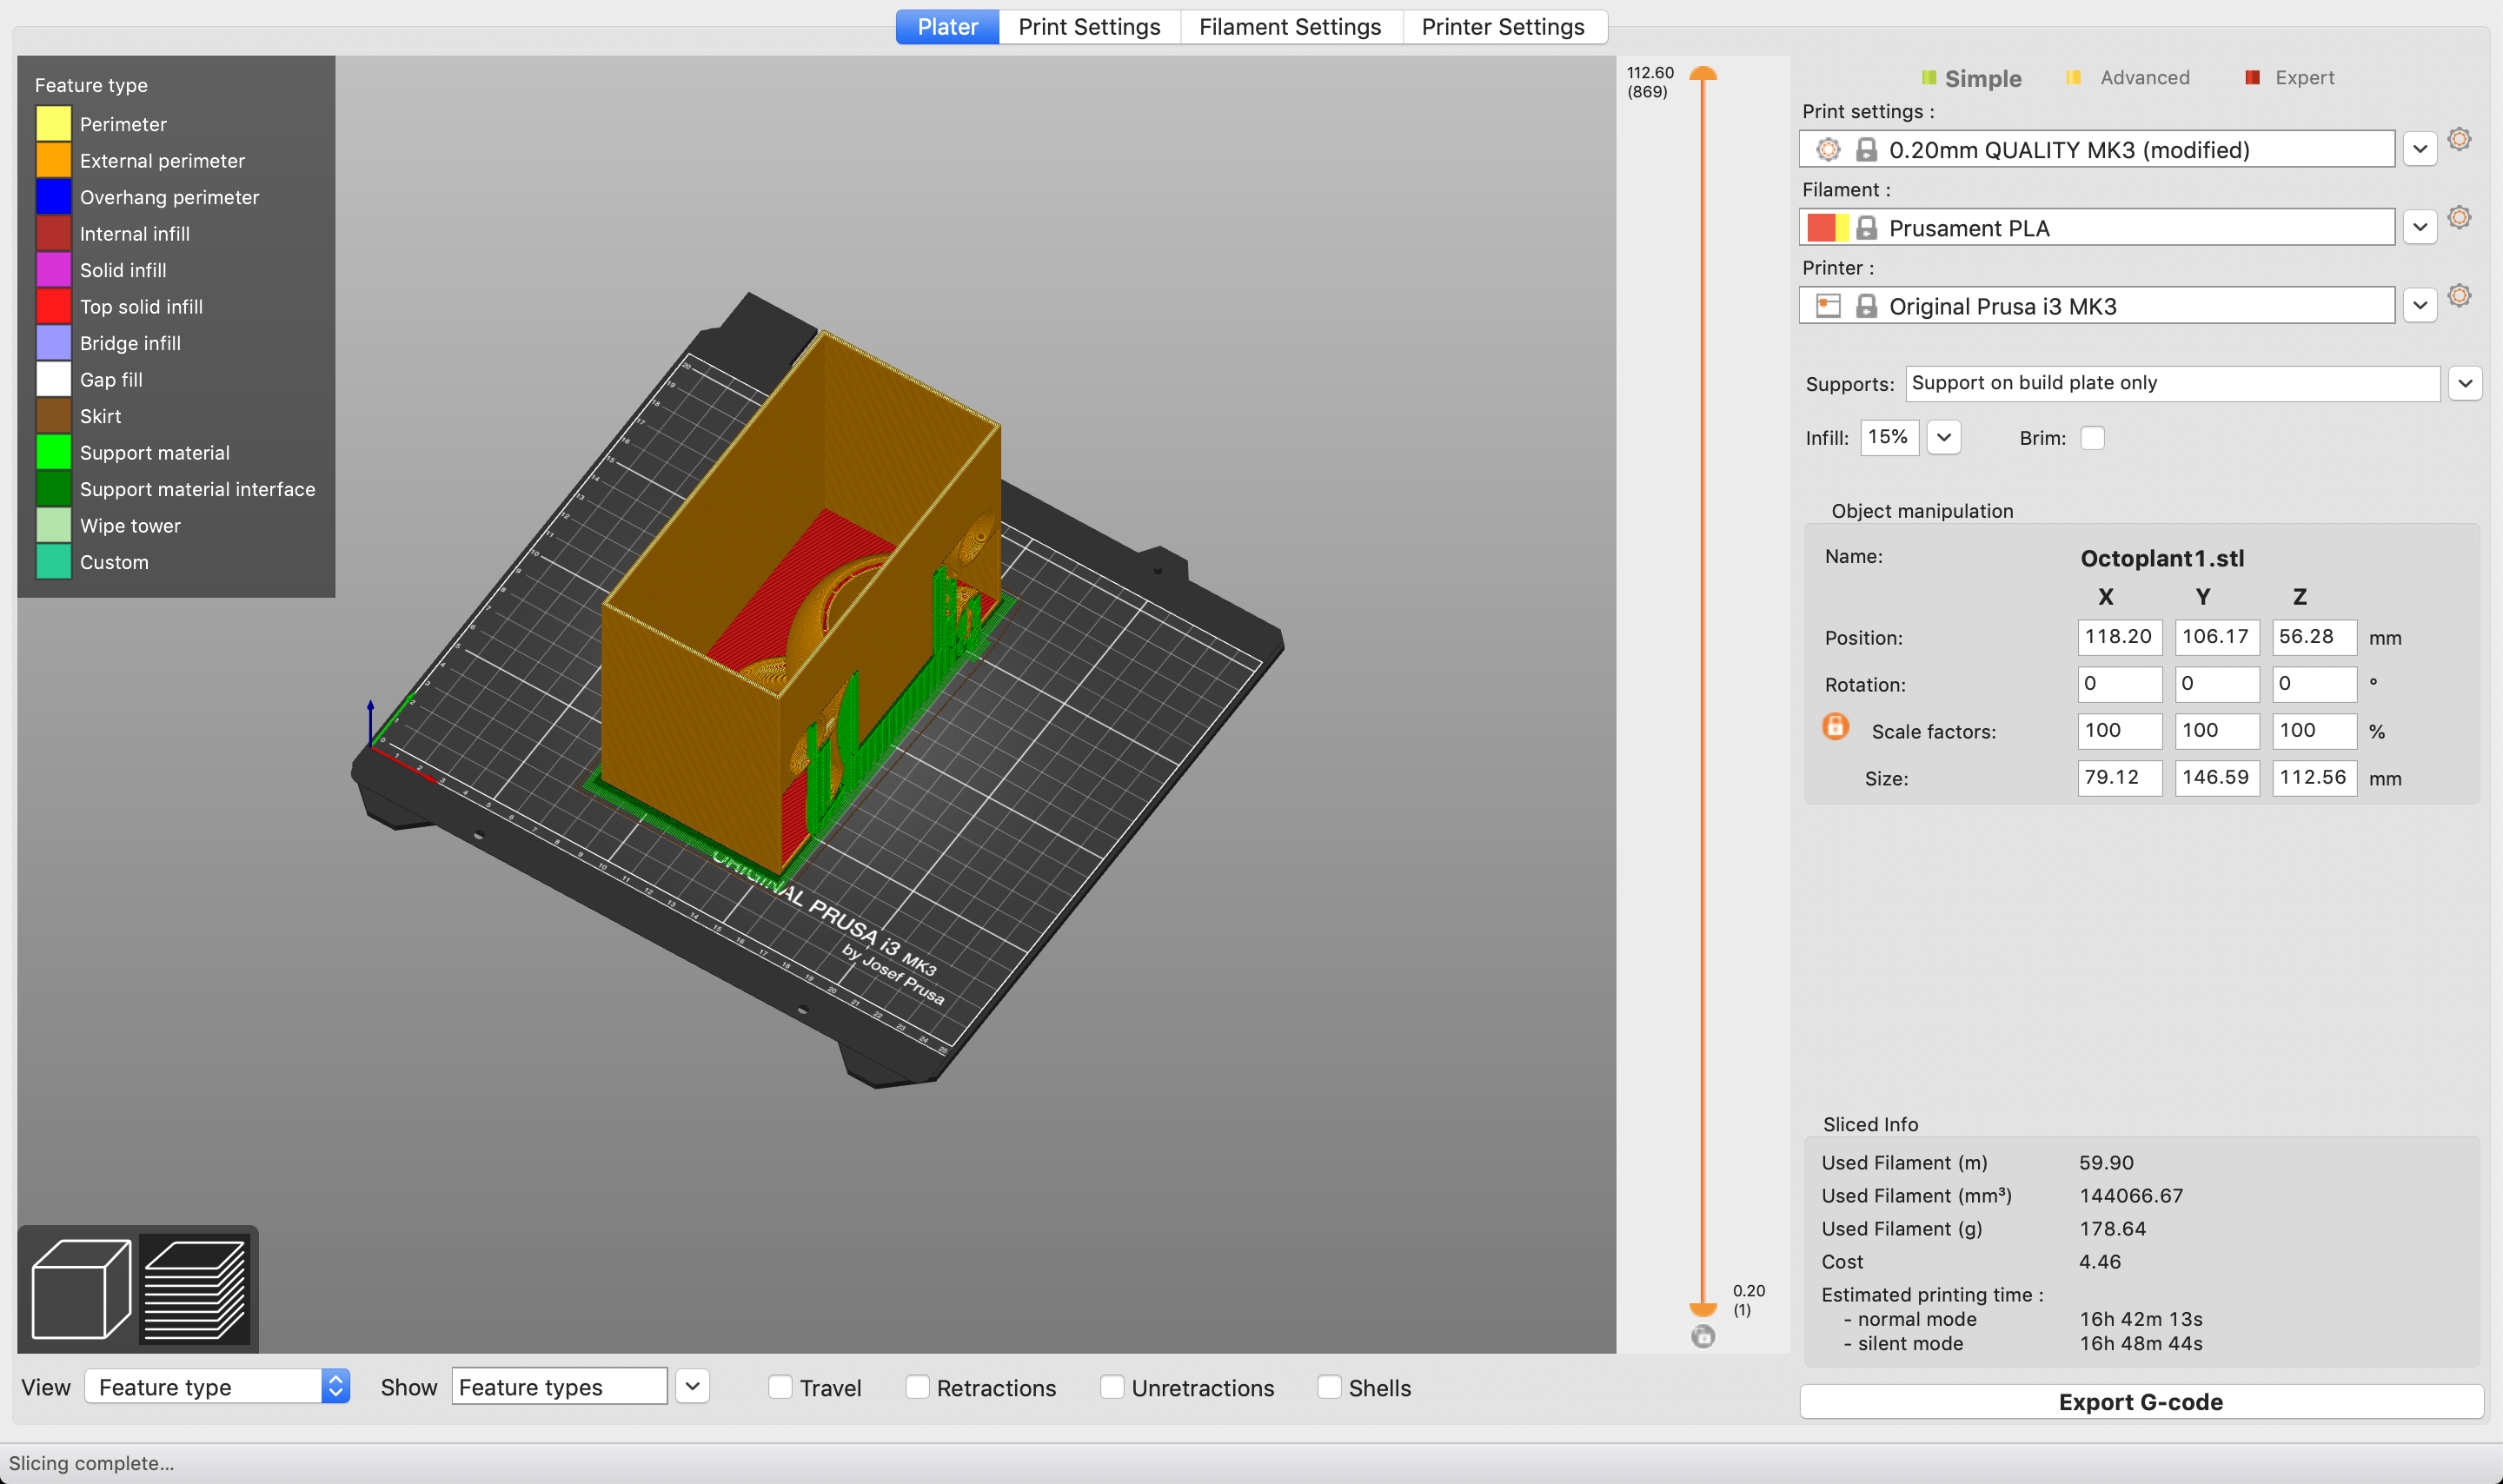 Plater Print Settings Filament Settings Printer Settings
Feature type
Perimeter
External perimeter
Overhang perimeter
Internal infill
Solid infill
Top solid infill
Bridge infill
Gap fill
Skirt
Support material
Support material interface
Wipe tower
Custom
ORIGINAL PRUSA i3 MK3
by Josef Prusa
112.60
(869)
0.20
(1)
Simple Advanced Expert
Print settings :
0.20mm QUALITY MK3 (modified)
Filament :
Prusament PLA
Printer :
Original Prusa i3 MK3
Supports: Support on build plate only
Infill: 15% Brim:
Object manipulation
Name: Octoplant1.stl
X Y Z
Position: 118.20 106.17 56.28 mm
Rotation: 0 0 0 °
Scale factors: 100 100 100 %
Size: 79.12 146.59 112.56 mm
Sliced Info
Used Filament (m) 59.90
Used Filament (mm³) 144066.67
Used Filament (g) 178.64
Cost 4.46
Estimated printing time :
- normal mode 16h 42m 13s
- silent mode 16h 48m 44s
Export G-code
View Feature type Show Feature types Travel Retractions Unretractions Shells
Slicing complete...